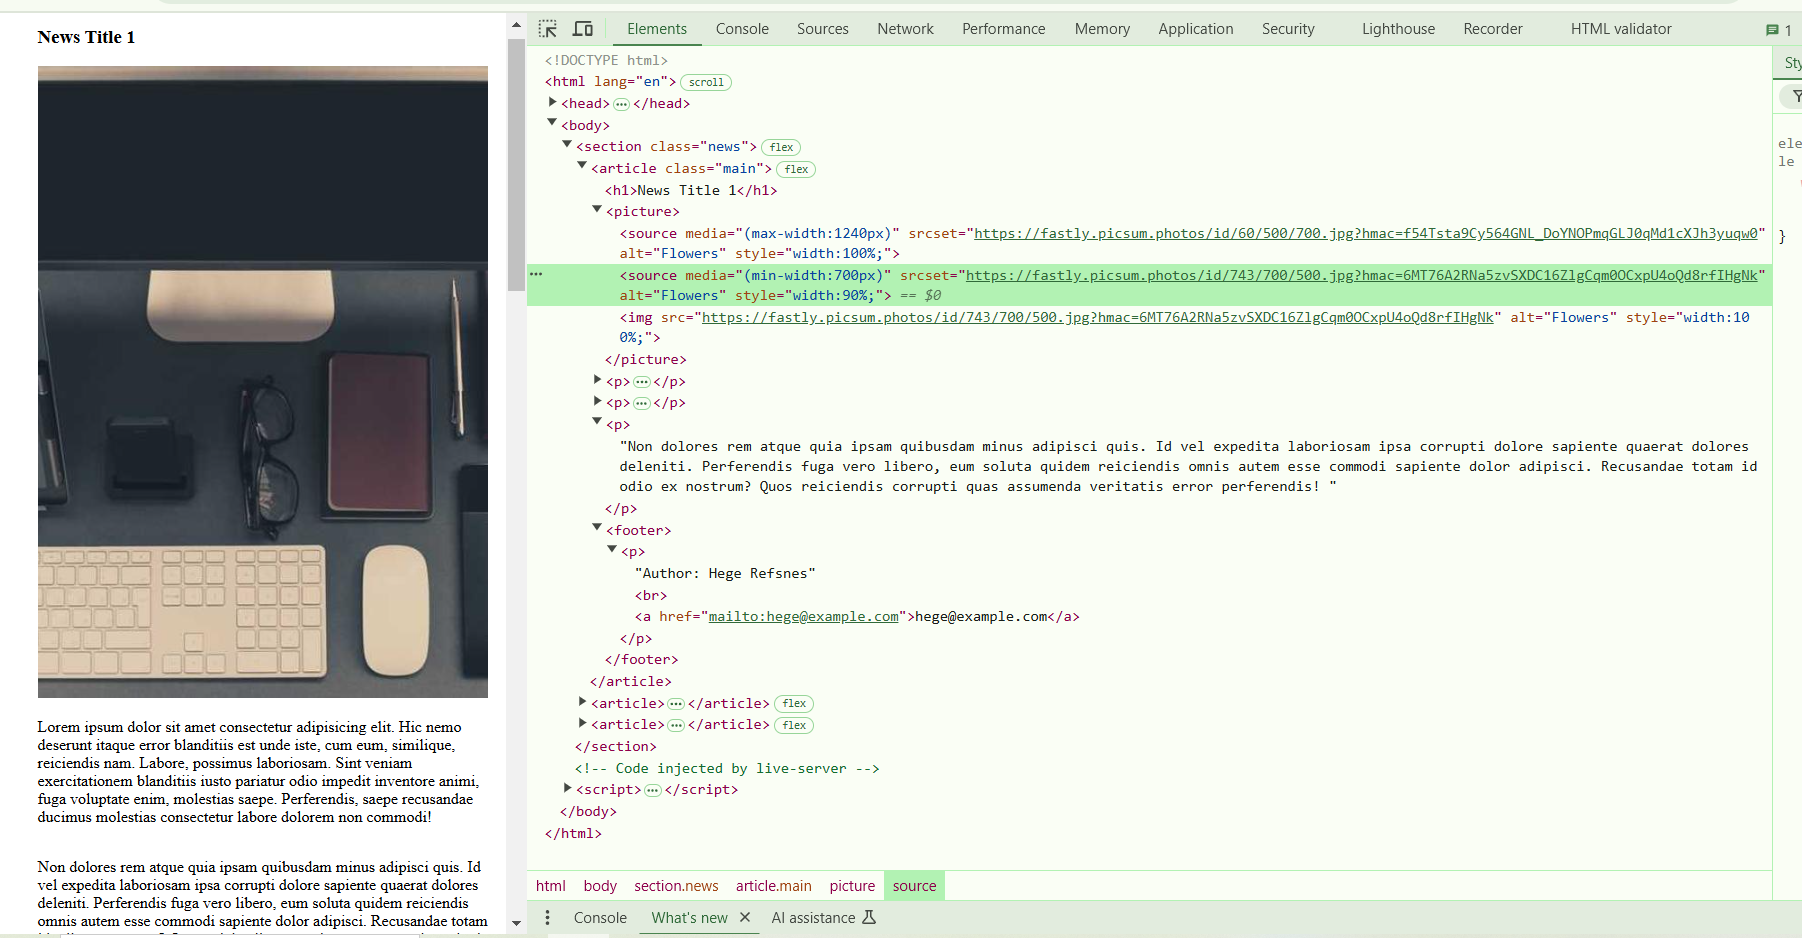 News Title 1
Lorem ipsum dolor sit amet consectetur adipisicing elit. Hic nemo
deserunt itaque error blanditiis est unde iste, cum eum, similique,
reiciendis nam. Labore, possimus laboriosam. Sint veniam
exercitationem blanditiis iusto pariatur odio impedit inventore animi,
fuga voluptate enim, molestias saepe. Perferendis, saepe recusandae
ducimus molestias consectetur labore dolorem non commodi!
Non dolores rem atque quia ipsam quibusdam minus adipisci quis. Id
vel expedita laboriosam ipsa corrupti dolore sapiente quaerat dolores
deleniti. Perferendis fuga vero libero, eum soluta quidem reiciendis
omnis autem esse commodi sapiente dolor adipisci. Recusandae totam
Elements Console Sources Network Performance Memory Application Security Lighthouse Recorder HTML validator 1
<!DOCTYPE html>
<html lang="en"> scroll
<head> ... </head>
<body>
<section class="news"> flex
<article class="main"> flex
<h1>News Title 1</h1>
<picture>
<source media="(max-width:1240px)" srcset="https://fastly.picsum.photos/id/60/500/700.jpg?hmac=f54Tsta9Cy564GNL_DoYNOPmqGLJ0qMd1cXJh3yuqw0"
alt="Flowers" style="width:100%;">
... <source media="(min-width:700px)" srcset="https://fastly.picsum.photos/id/743/700/500.jpg?hmac=6MT76A2RNa5zvSXDC16ZlgCqm0OCxpU4oQd8rfIHgNk"
alt="Flowers" style="width:90%;"> == $0
<img src="https://fastly.picsum.photos/id/743/700/500.jpg?hmac=6MT76A2RNa5zvSXDC16ZlgCqm0OCxpU4oQd8rfIHgNk" alt="Flowers" style="width:10
0%;">
</picture>
<p> ... </p>
<p> ... </p>
<p>
"Non dolores rem atque quia ipsam quibusdam minus adipisci quis. Id vel expedita laboriosam ipsa corrupti dolore sapiente quaerat dolores
deleniti. Perferendis fuga vero libero, eum soluta quidem reiciendis omnis autem esse commodi sapiente dolor adipisci. Recusandae totam id
odio ex nostrum? Quos reiciendis corrupti quas assumenda veritatis error perferendis! "
</p>
<footer>
<p>
"Author: Hege Refsnes"
<br>
<a href="mailto:hege@example.com">hege@example.com</a>
</p>
</footer>
</article>
<article> ... </article> flex
<article> ... </article> flex
</section>
<!-- Code injected by live-server -->
<script> ... </script>
</body>
</html>
html body section.news article.main picture source
Console What's new AI assistance
Sty
ele
le
}